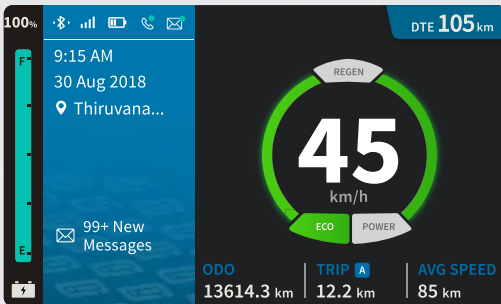 100%
F
E
9:15 AM
30 Aug 2018
Thiruvana...
99+ New
Messages
DTE 105 km
REGEN
45
km/h
ECO
POWER
ODO
13614.3 km
TRIP A
12.2 km
AVG SPEED
85 km